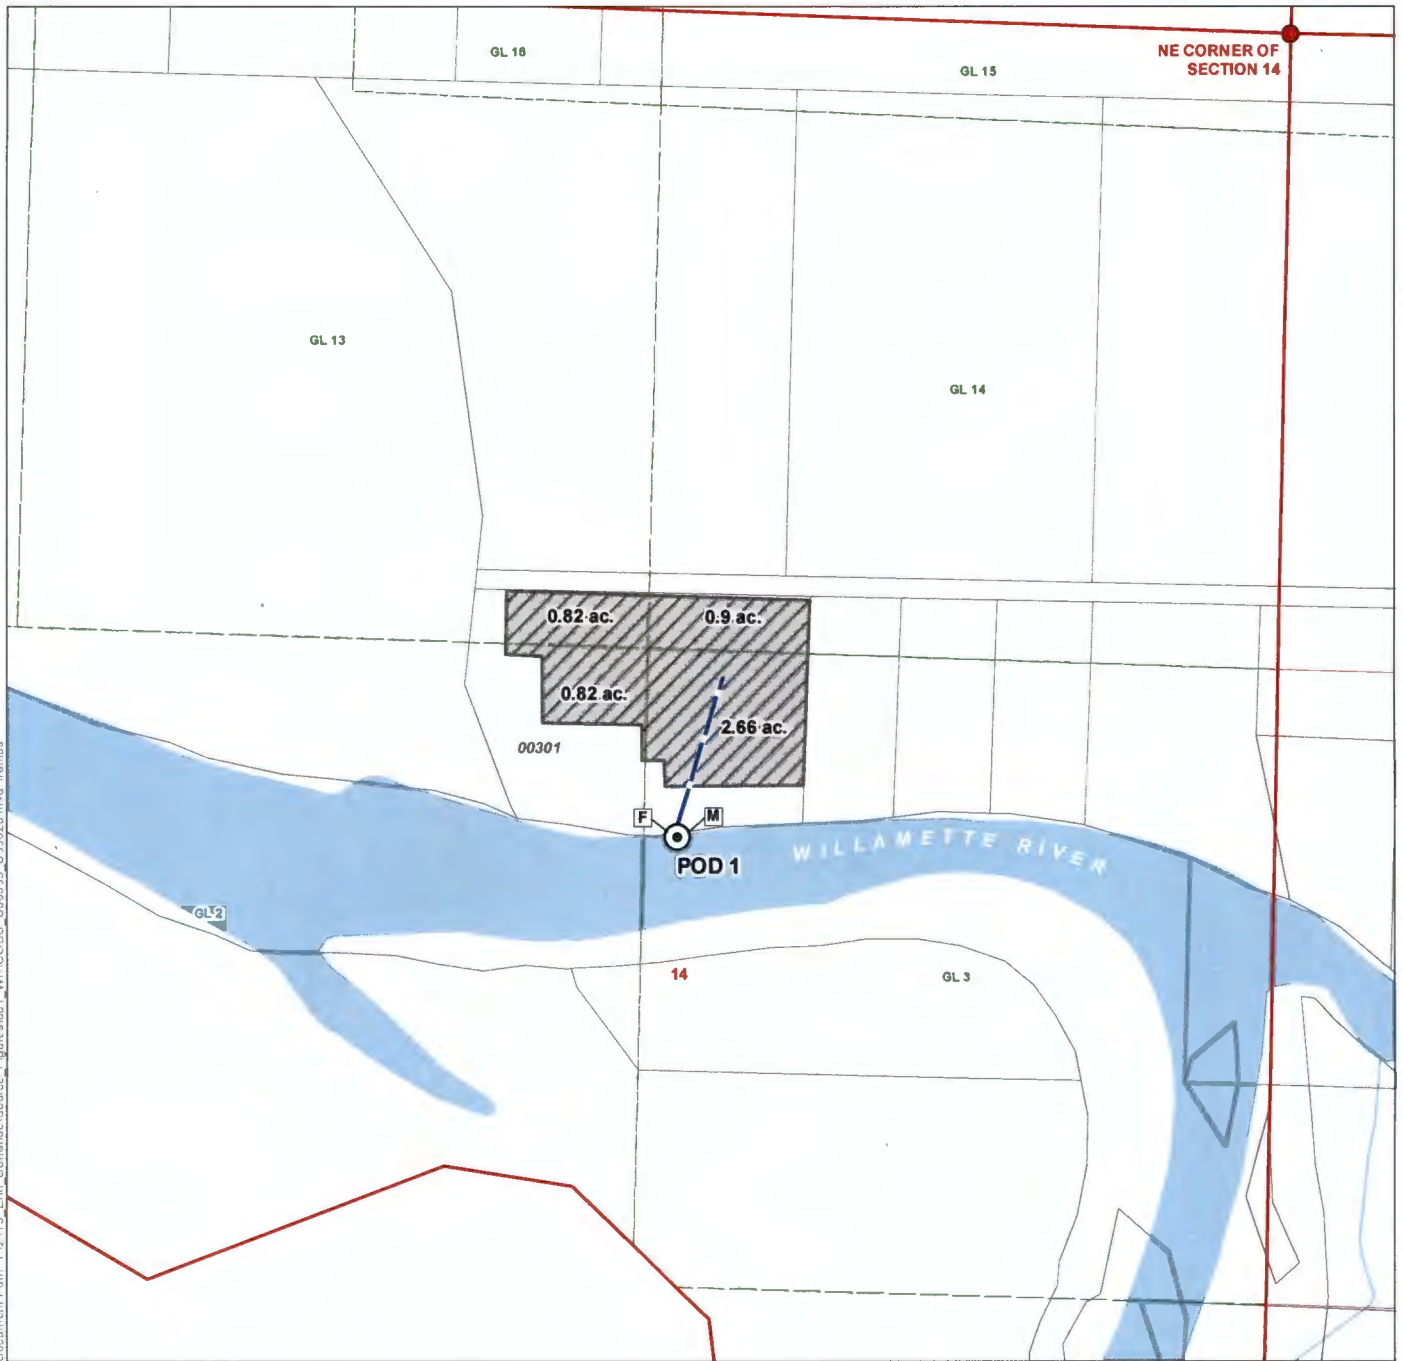 GL 16
GL 15
NE CORNER OF
SECTION 14
GL 13
GL 14
0.82 ac.
0.9 ac.
0.82 ac.
2.66 ac.
00301
F
M
POD 1
WILLAMETTE RIVER
GL 2
14
GL 3